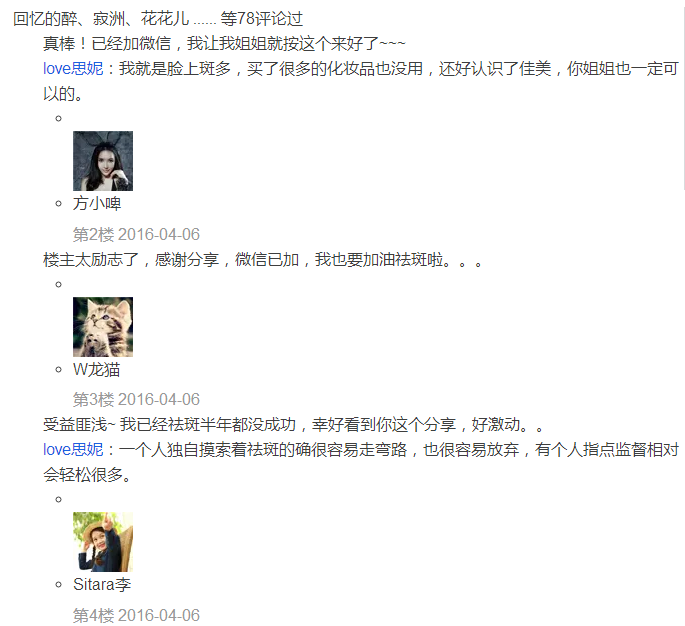 回忆的醉、寂洲、花花儿 ...... 等78评论过
真棒！已经加微信，我让我姐姐就按这个来好了~~~
love思妮：我就是脸上斑多，买了很多的化妆品也没用，还好认识了佳美，你姐姐也一定可
以的。
方小啤
第2楼 2016-04-06
楼主太励志了，感谢分享，微信已加，我也要加油祛斑啦。。。
W龙猫
第3楼 2016-04-06
受益匪浅~ 我已经祛斑半年都没成功，幸好看到你这个分享，好激动。。
love思妮：一个人独自摸索着祛斑的确很容易走弯路，也很容易放弃，有个人指点监督相对
会轻松很多。
Sitara李
第4楼 2016-04-06